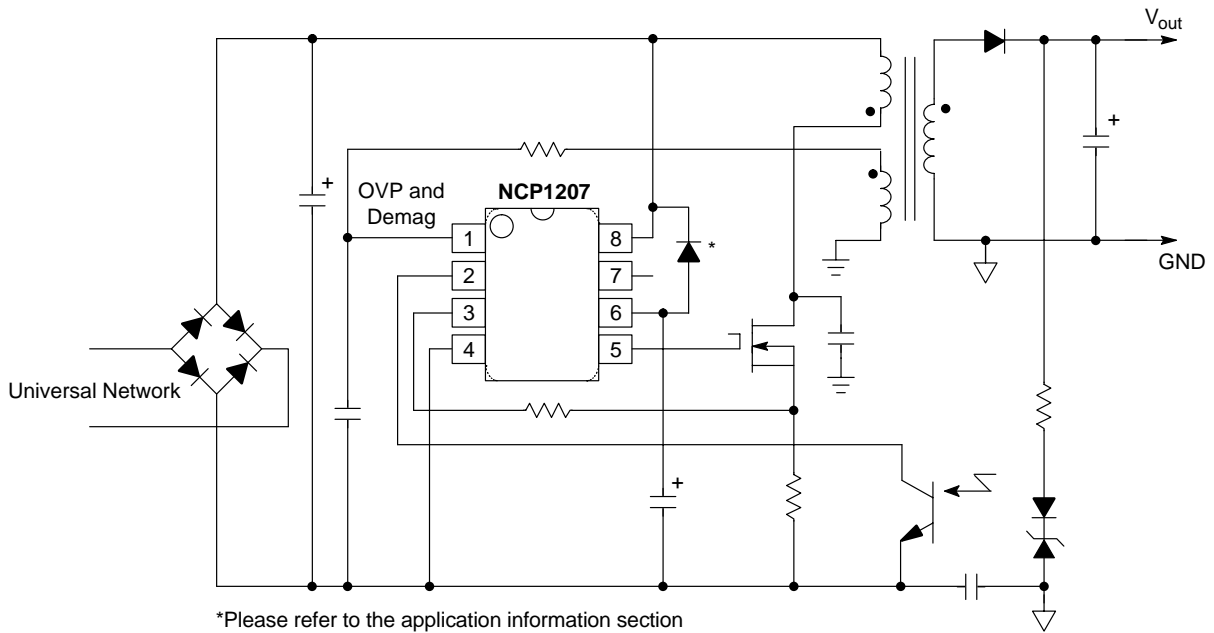 Vout
+
OVP and
Demag
NCP1207
+
1
8
*
2
7
GND
3
6
4
5
Universal Network
+
+
*Please refer to the application information section